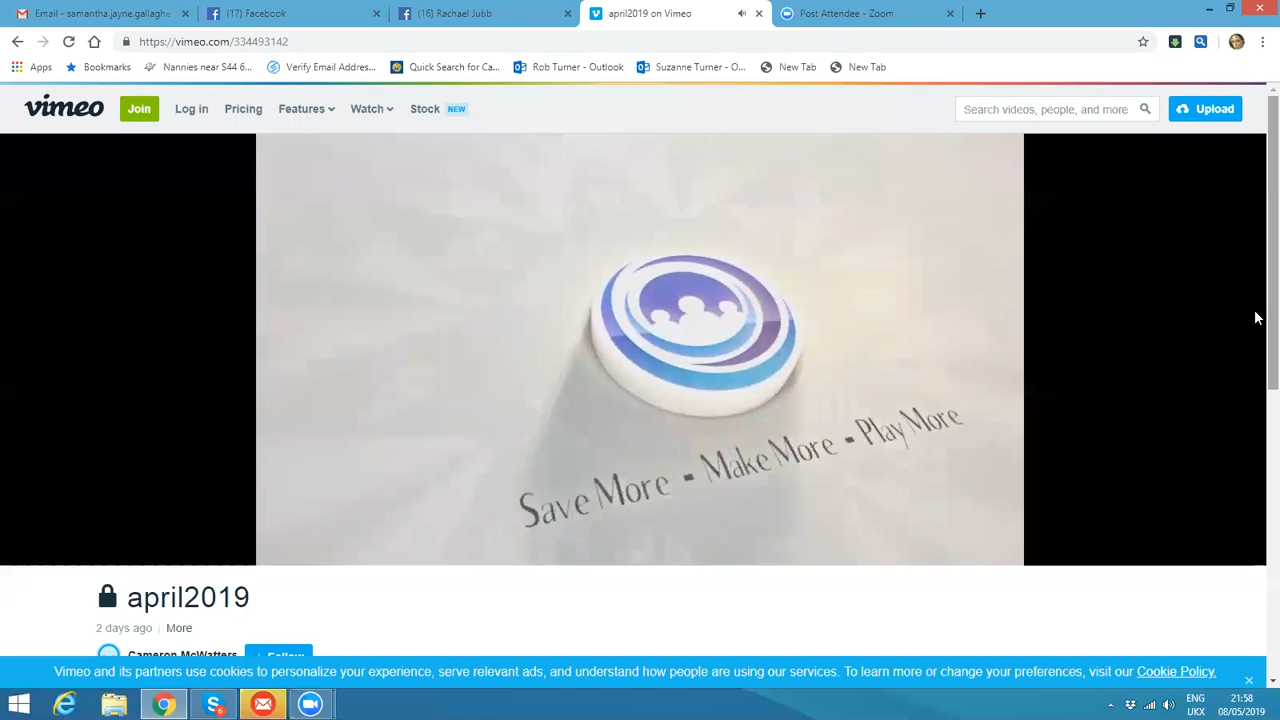 Email - samantha.jayne.gallaghe
(17) Facebook
(16) Rachael Jubb
april2019 on Vimeo
Post Attendee - Zoom
https://vimeo.com/334493142
Apps
Bookmarks
Nannies near $44 6...
Verify Email Addres...
Quick Search for Ca...
Rob Turner - Outlook
Suzanne Turner - O...
New Tab
New Tab
vimeo
Join
Log in
Pricing
Features
Watch
Stock NEW
Search videos, people, and more
Upload
Save More - Make More - Play More
april2019
2 days ago
More
Cameron McWatters
+ Follow
Vimeo and its partners use cookies to personalize your experience, serve relevant ads, and understand how people are using our services. To learn more or change your preferences, visit our Cookie Policy.
ENG
UKX
21:58
08/05/2019